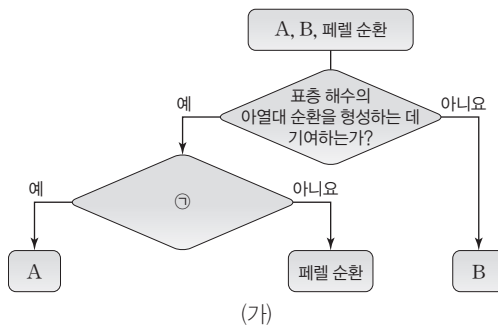 A, B, 페렐 순환
표층 해수의
아열대 순환을 형성하는 데
기여하는가?
예
아니요
㉠
예
아니요
A
페렐 순환
B
(가)